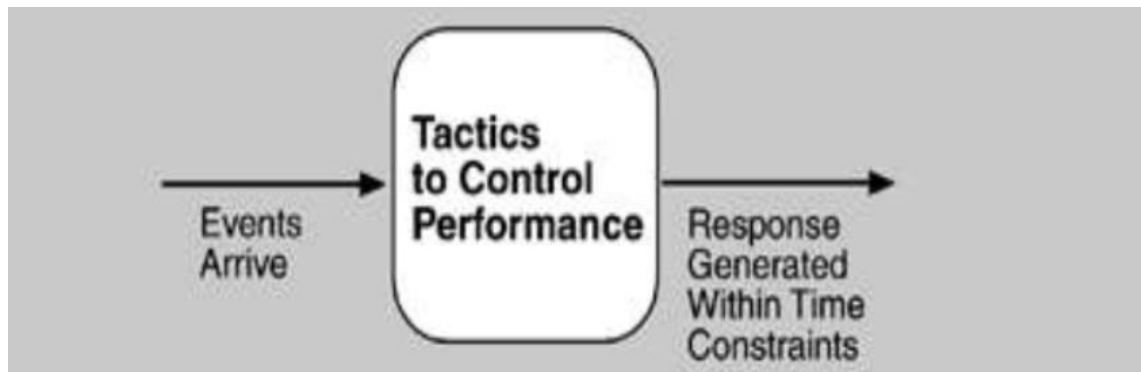 Events
Arrive
Tactics
to Control
Performance
Response
Generated
Within Time
Constraints